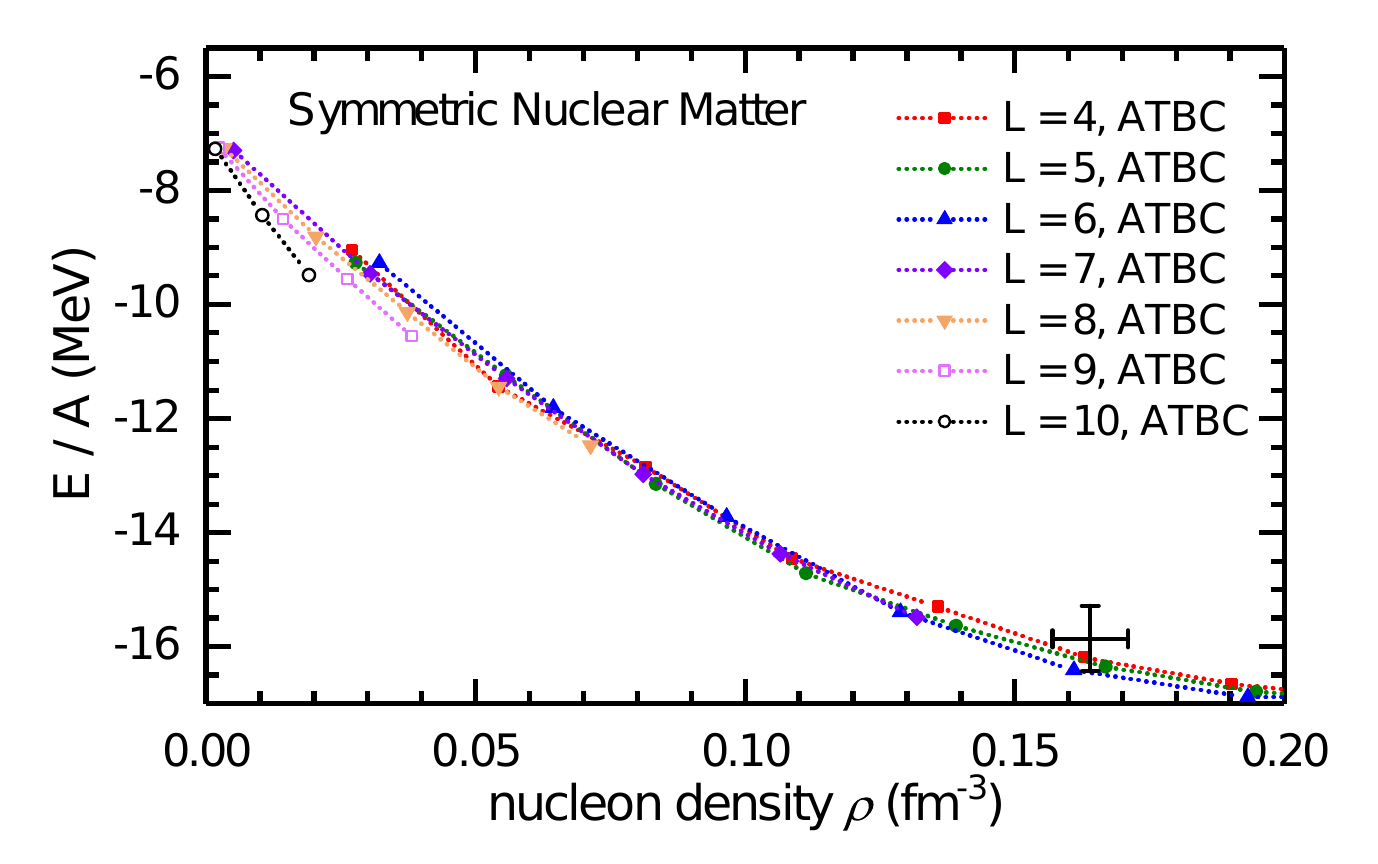 Symmetric Nuclear Matter
L = 4, ATBC
L = 5, ATBC
L = 6, ATBC
L = 7, ATBC
L = 8, ATBC
L = 9, ATBC
L = 10, ATBC
E / A (MeV)
-6
-8
-10
-12
-14
-16
0.00 0.05 0.10 0.15 0.20
nucleon density ρ (fm⁻³)